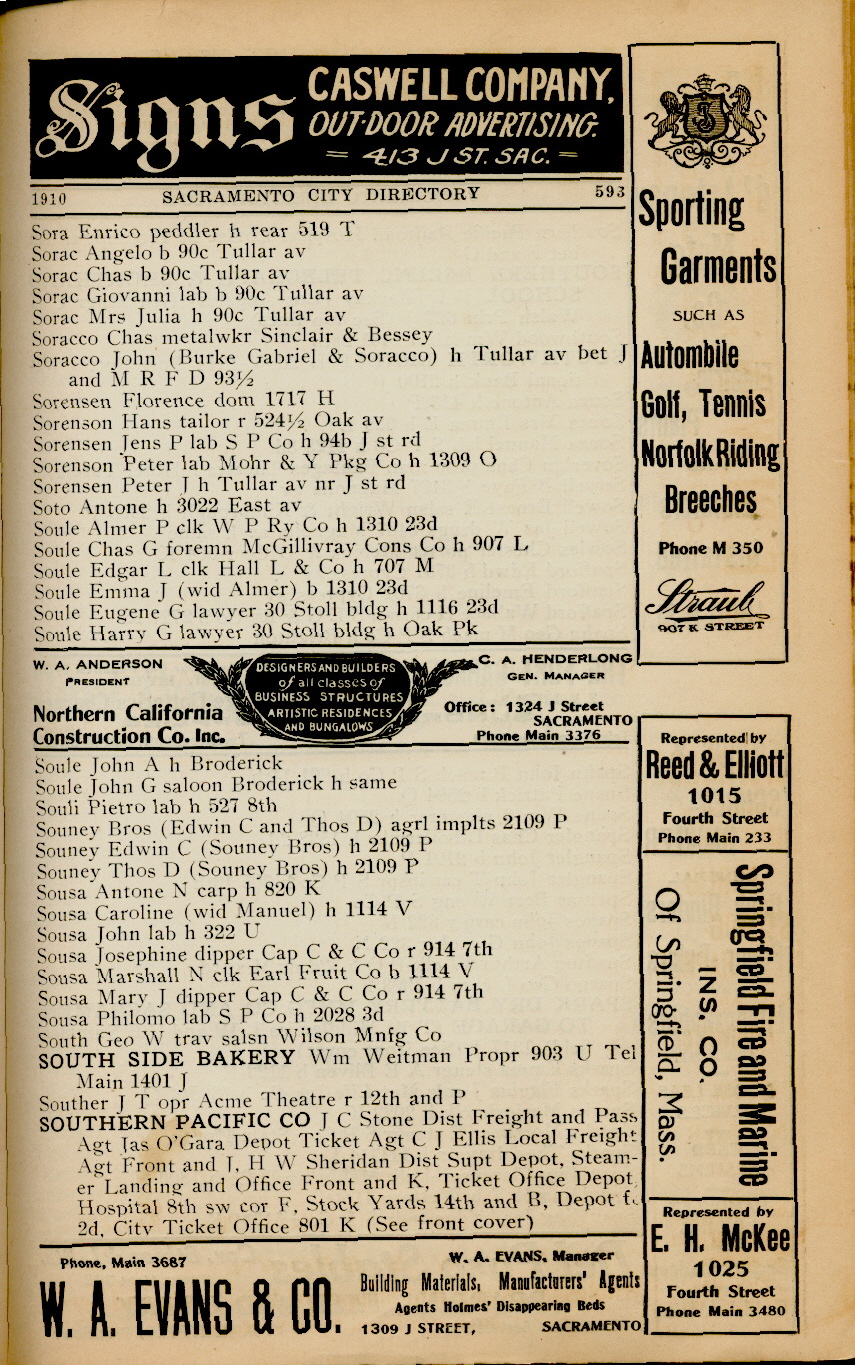 Signs
CASWELL COMPANY,
OUT-DOOR ADVERTISING.
= 413 J ST. SAC. =
1910 SACRAMENTO CITY DIRECTORY 593
Sora Enrico peddler h rear 519 T
Sorac Angelo b 90c Tullar av
Sorac Chas b 90c Tullar av
Sorac Giovanni lab b 90c Tullar av
Sorac Mrs Julia h 90c Tullar av
Soracco Chas metalwkr Sinclair & Bessey
Soracco John (Burke Gabriel & Soracco) h Tullar av bet J
and M R F D 93½
Sorensen Florence dom 1717 H
Sorenson Hans tailor r 524½ Oak av
Sorensen Jens P lab S P Co h 94b J st rd
Sorenson Peter lab Mohr & Y Pkg Co h 1309 O
Sorensen Peter J h Tullar av nr J st rd
Soto Antone h 3022 East av
Soule Almer P clk W P Ry Co h 1310 23d
Soule Chas G foremn McGillivray Cons Co h 907 L
Soule Edgar L clk Hall L & Co h 707 M
Soule Emma J (wid Almer) b 1310 23d
Soule Eugene G lawyer 30 Stoll bldg h 1116 23d
Soule Harry G lawyer 30 Stoll bldg h Oak Pk
W. A. ANDERSON
PRESIDENT
Northern California
Construction Co. Inc.
DESIGNERS AND BUILDERS
of all classes of
BUSINESS STRUCTURES
ARTISTIC RESIDENCES
AND BUNGALOWS
C. A. HENDERLONG
GEN. MANAGER
Office: 1324 J Street
SACRAMENTO
Phone Main 3376
Soule John A h Broderick
Soule John G saloon Broderick h same
Souli Pietro lab h 527 8th
Souney Bros (Edwin C and Thos D) agrl implts 2109 P
Souney Edwin C (Souney Bros) h 2109 P
Souney Thos D (Souney Bros) h 2109 P
Sousa Antone N carp h 820 K
Sousa Caroline (wid Manuel) h 1114 V
Sousa John lab h 322 U
Sousa Josephine dipper Cap C & C Co r 914 7th
Sousa Marshall N clk Earl Fruit Co b 1114 V
Sousa Mary J dipper Cap C & C Co r 914 7th
Sousa Philomo lab S P Co h 2028 3d
South Geo W trav salsn Wilson Mnfg Co
SOUTH SIDE BAKERY Wm Weitman Propr 903 U Tel
Main 1401 J
Souther J T opr Acme Theatre r 12th and P
SOUTHERN PACIFIC CO J C Stone Dist Freight and Pass
Agt Jas O'Gara Depot Ticket Agt C J Ellis Local Freight
Agt Front and I, H W Sheridan Dist Supt Depot, Steam-
er Landing and Office Front and K, Ticket Office Depot
Hospital 8th sw cor F, Stock Yards 14th and B, Depot f.
2d, City Ticket Office 801 K (See front cover)
Phone, Main 3687
W. A. EVANS & CO.
W. A. EVANS, Manager
Building Materials, Manufacturers' Agents
Agents Holmes' Disappearing Beds
1309 J STREET, SACRAMENTO
S
Sporting
Garments
SUCH AS
Autombile
Golf, Tennis
Norfolk Riding
Breeches
Phone M 350
Straub
907 K STREET
Represented by
Reed & Elliott
1015
Fourth Street
Phone Main 233
Springfield Fire and Marine
INS. CO.
Of Springfield, Mass.
Represented by
E. H. McKee
1025
Fourth Street
Phone Main 3480